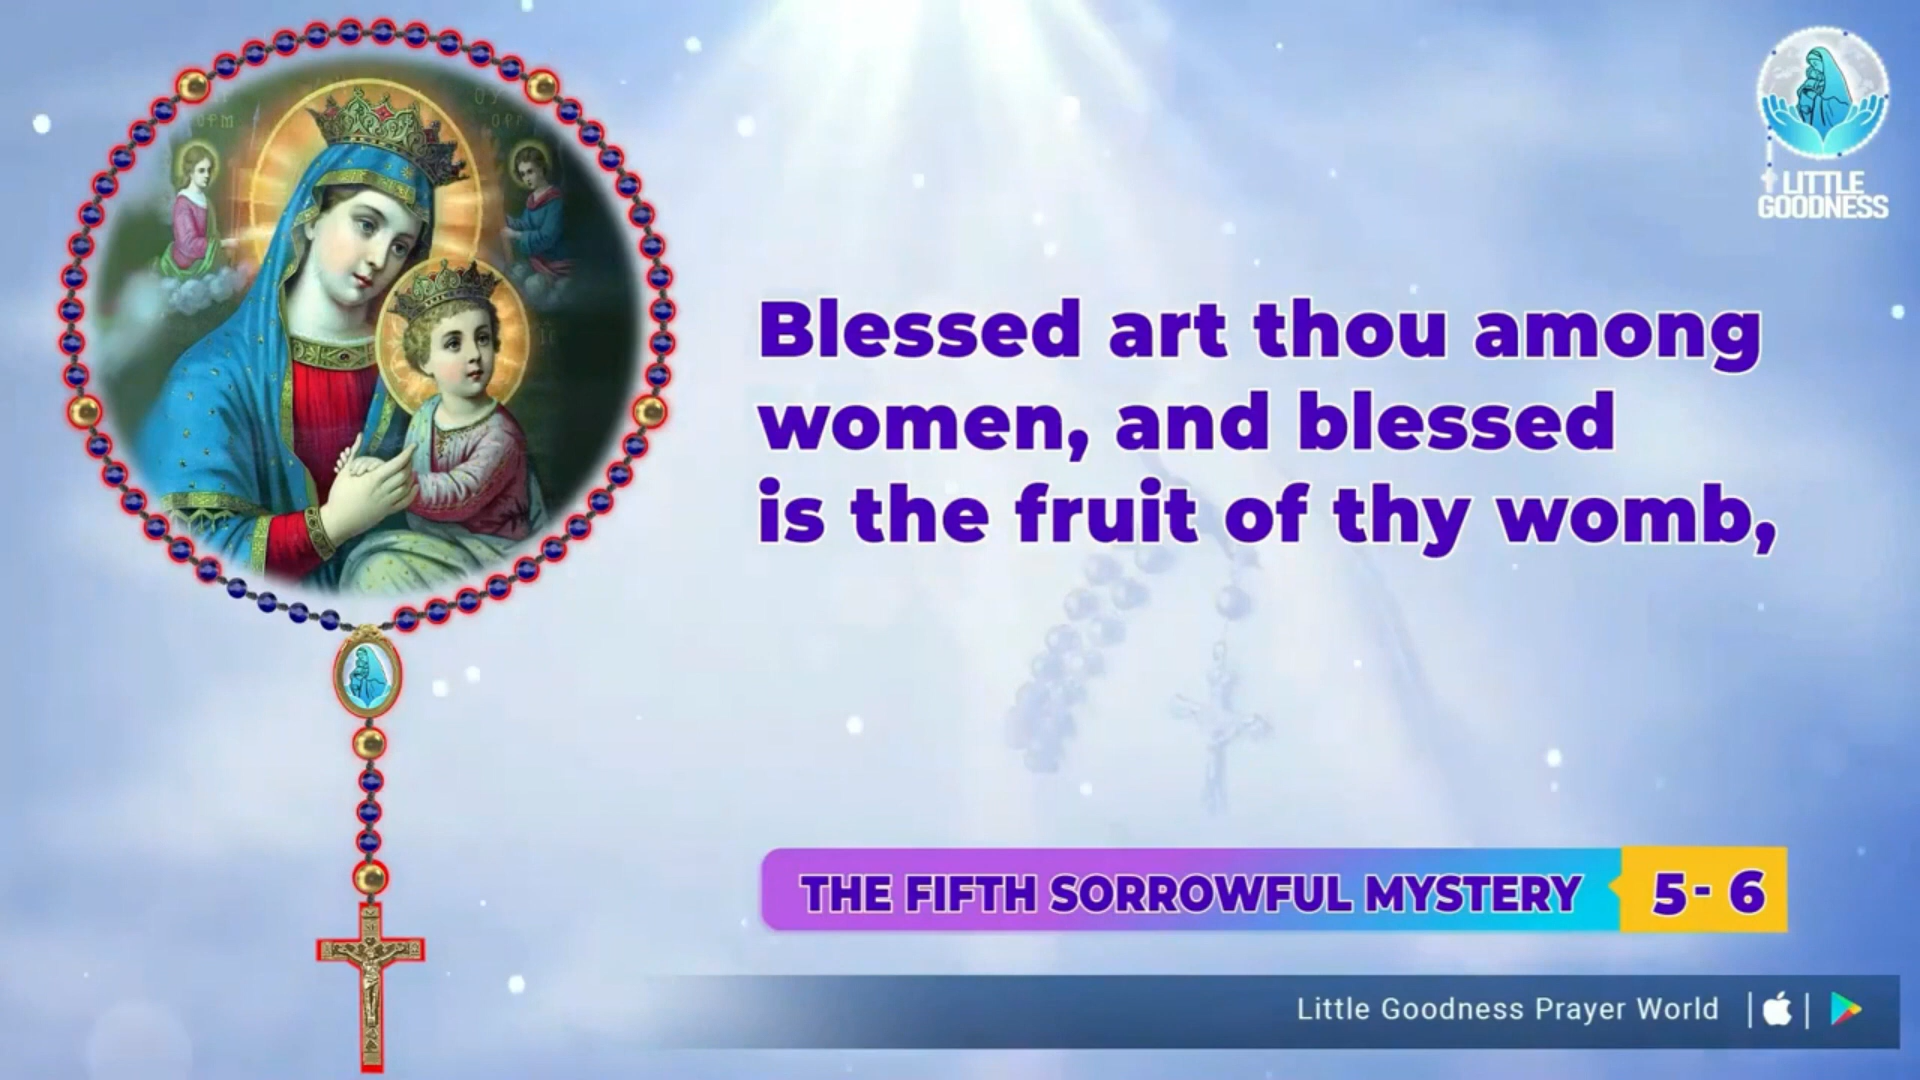 LITTLE
GOODNESS
Blessed art thou among
women, and blessed
is the fruit of thy womb,
THE FIFTH SORROWFUL MYSTERY 5 - 6
Little Goodness Prayer World